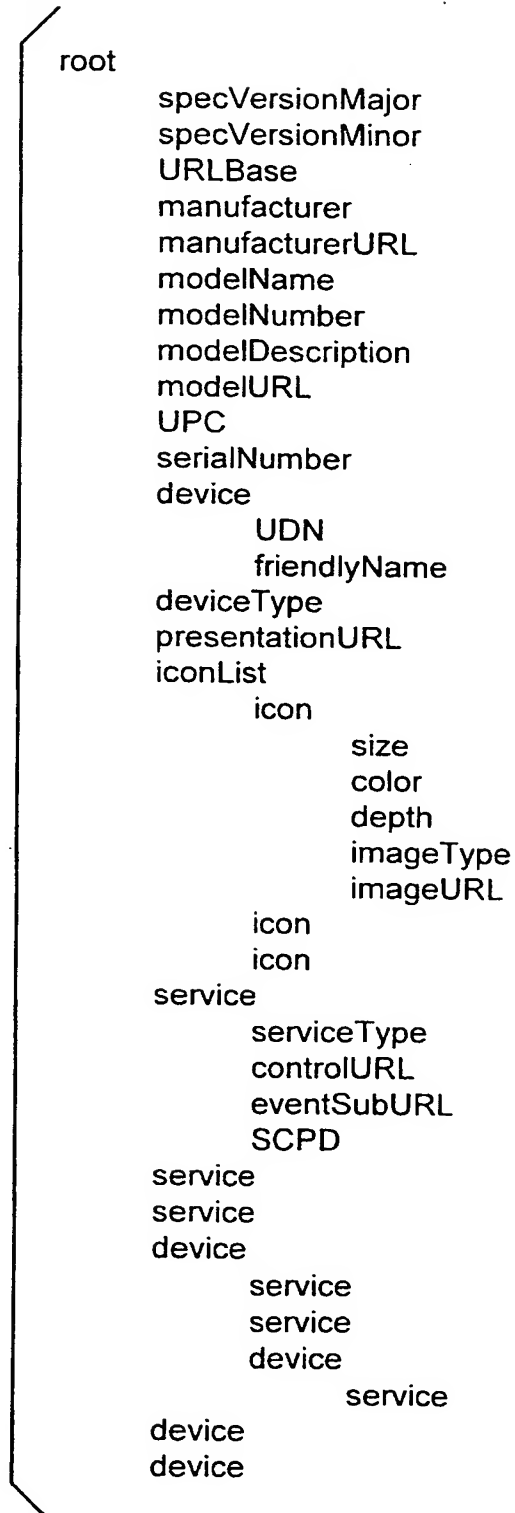 root
specVersionMajor
specVersionMinor
URLBase
manufacturer
manufacturerURL
modelName
modelNumber
modelDescription
modelURL
UPC
serialNumber
device
UDN
friendlyName
deviceType
presentationURL
iconList
icon
size
color
depth
imageType
imageURL
icon
icon
service
serviceType
controlURL
eventSubURL
SCPD
service
service
device
service
service
device
service
device
device